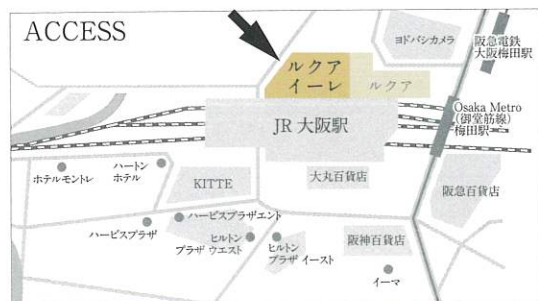 ACCESS
ヨドバシカメラ
阪急電鉄
大阪梅田駅
ルクア
イーレ
ルクア
Osaka Metro
(御堂筋線)
梅田駅
JR 大阪駅
ホテルモントレ
ハートン
ホテル
KITTE
大丸百貨店
阪急百貨店
ハービスプラザエント
ハービスプラザ
ヒルトン
プラザ ウエスト
ヒルトン
プラザ イースト
阪神百貨店
イーマ